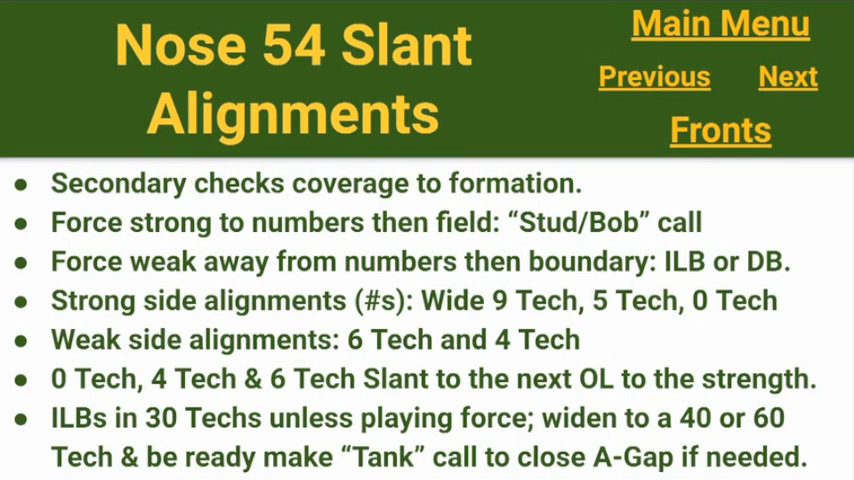 Nose 54 Slant
Alignments
Main Menu
Previous Next
Fronts
● Secondary checks coverage to formation.
● Force strong to numbers then field: “Stud/Bob” call
● Force weak away from numbers then boundary: ILB or DB.
● Strong side alignments (#s): Wide 9 Tech, 5 Tech, 0 Tech
● Weak side alignments: 6 Tech and 4 Tech
● 0 Tech, 4 Tech & 6 Tech Slant to the next OL to the strength.
● ILBs in 30 Techs unless playing force; widen to a 40 or 60
Tech & be ready make “Tank” call to close A-Gap if needed.